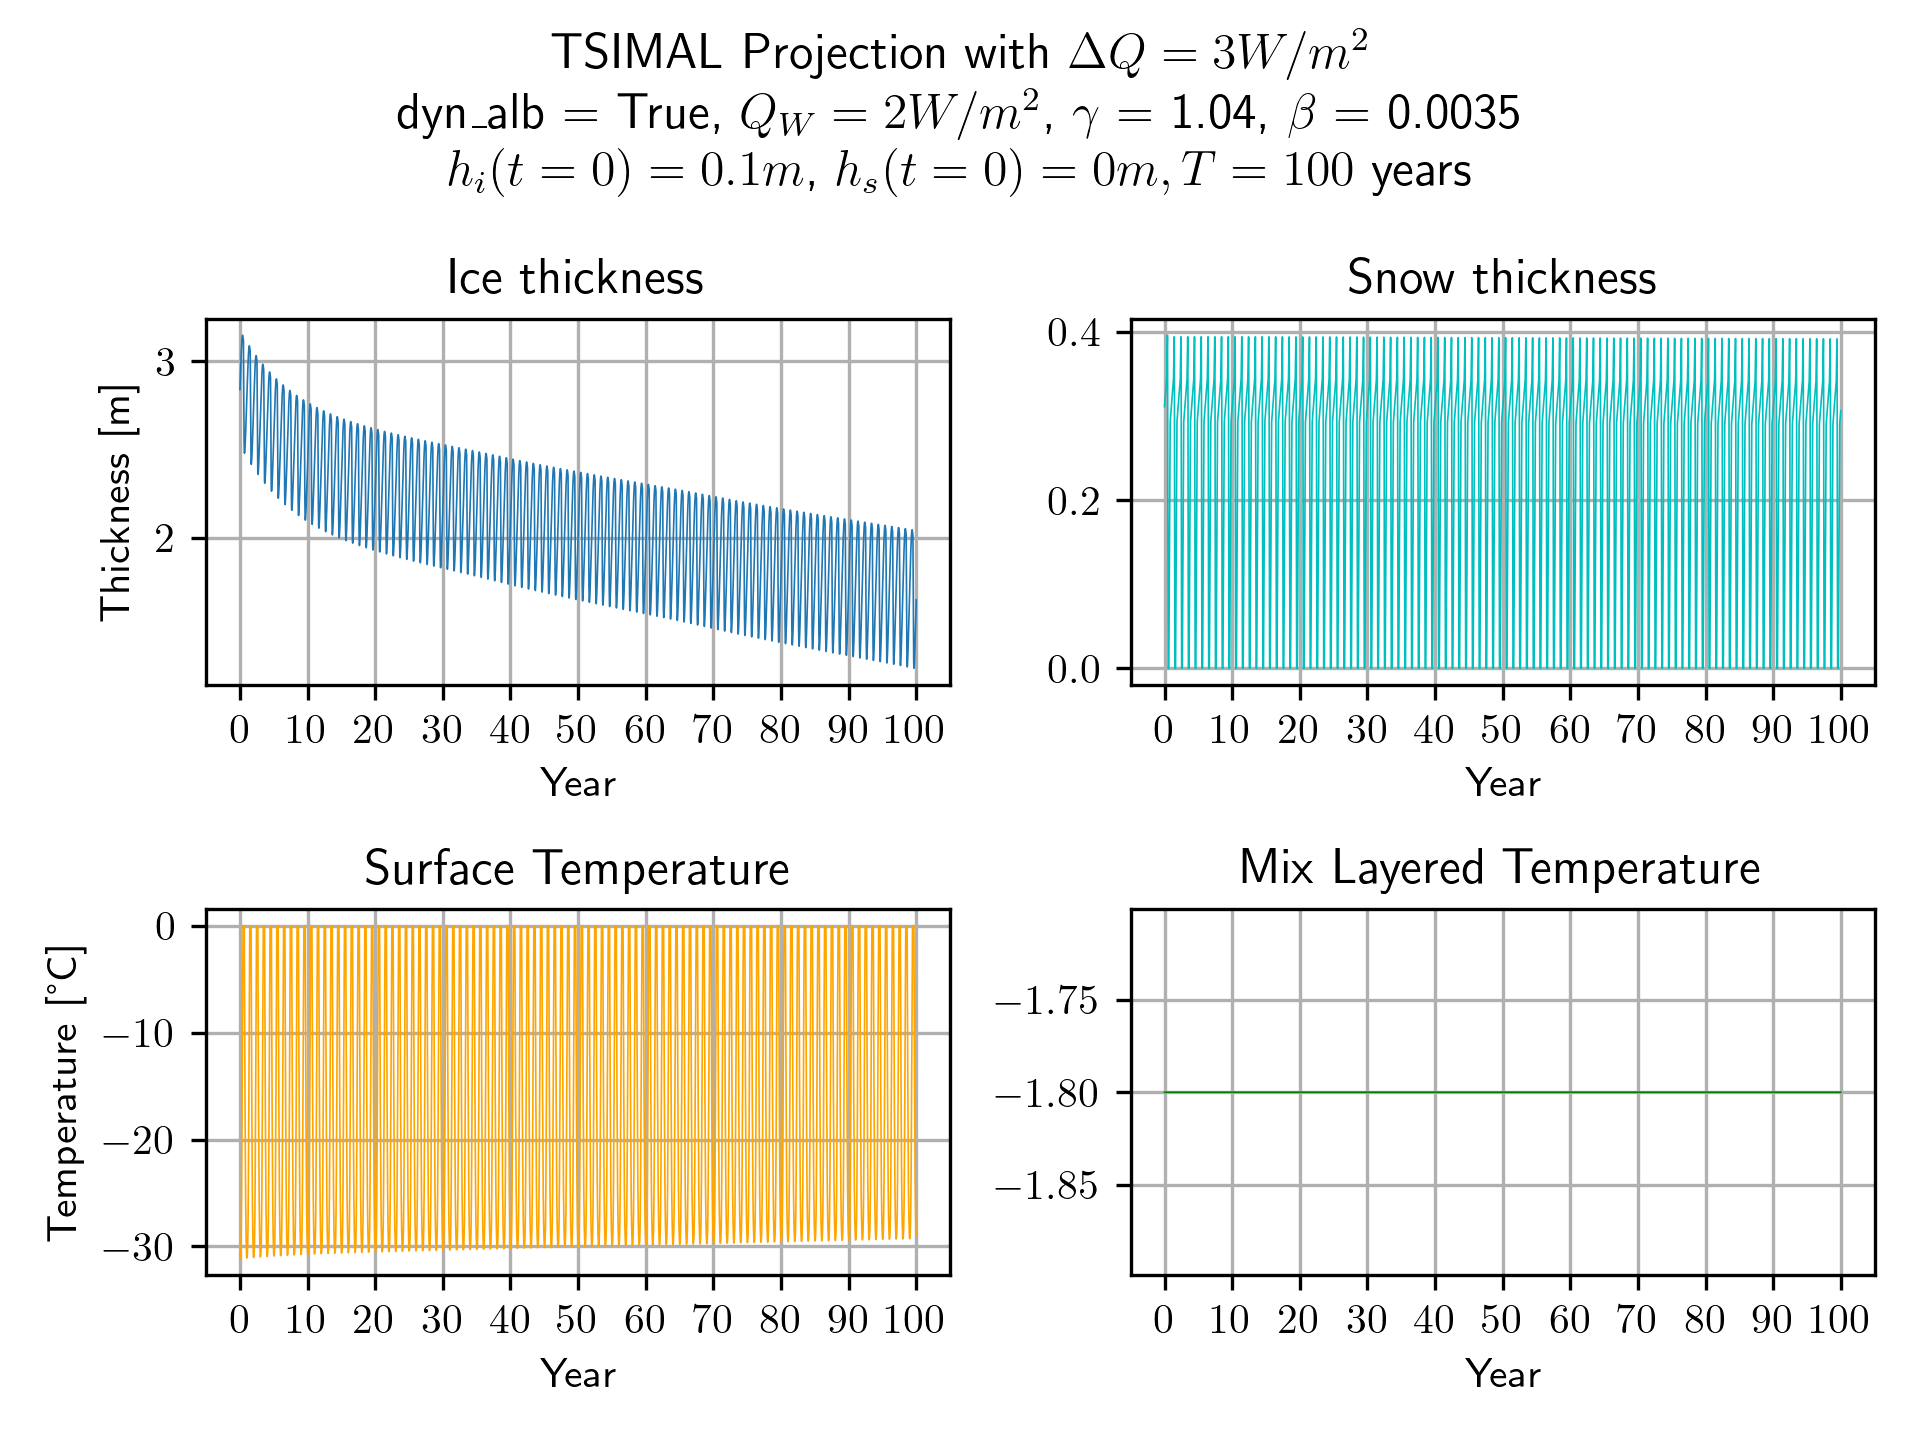 TSIMAL Projection with ΔQ = 3W/m²
dyn_alb = True, Q_W = 2W/m², γ = 1.04, β = 0.0035
h_i(t = 0) = 0.1m, h_s(t = 0) = 0m, T = 100 years
Ice thickness
Thickness [m]
3
2
0 10 20 30 40 50 60 70 80 90 100
Year
Snow thickness
0.4
0.2
0.0
0 10 20 30 40 50 60 70 80 90 100
Year
Surface Temperature
Temperature [°C]
0
−10
−20
−30
0 10 20 30 40 50 60 70 80 90 100
Year
Mix Layered Temperature
−1.75
−1.80
−1.85
0 10 20 30 40 50 60 70 80 90 100
Year